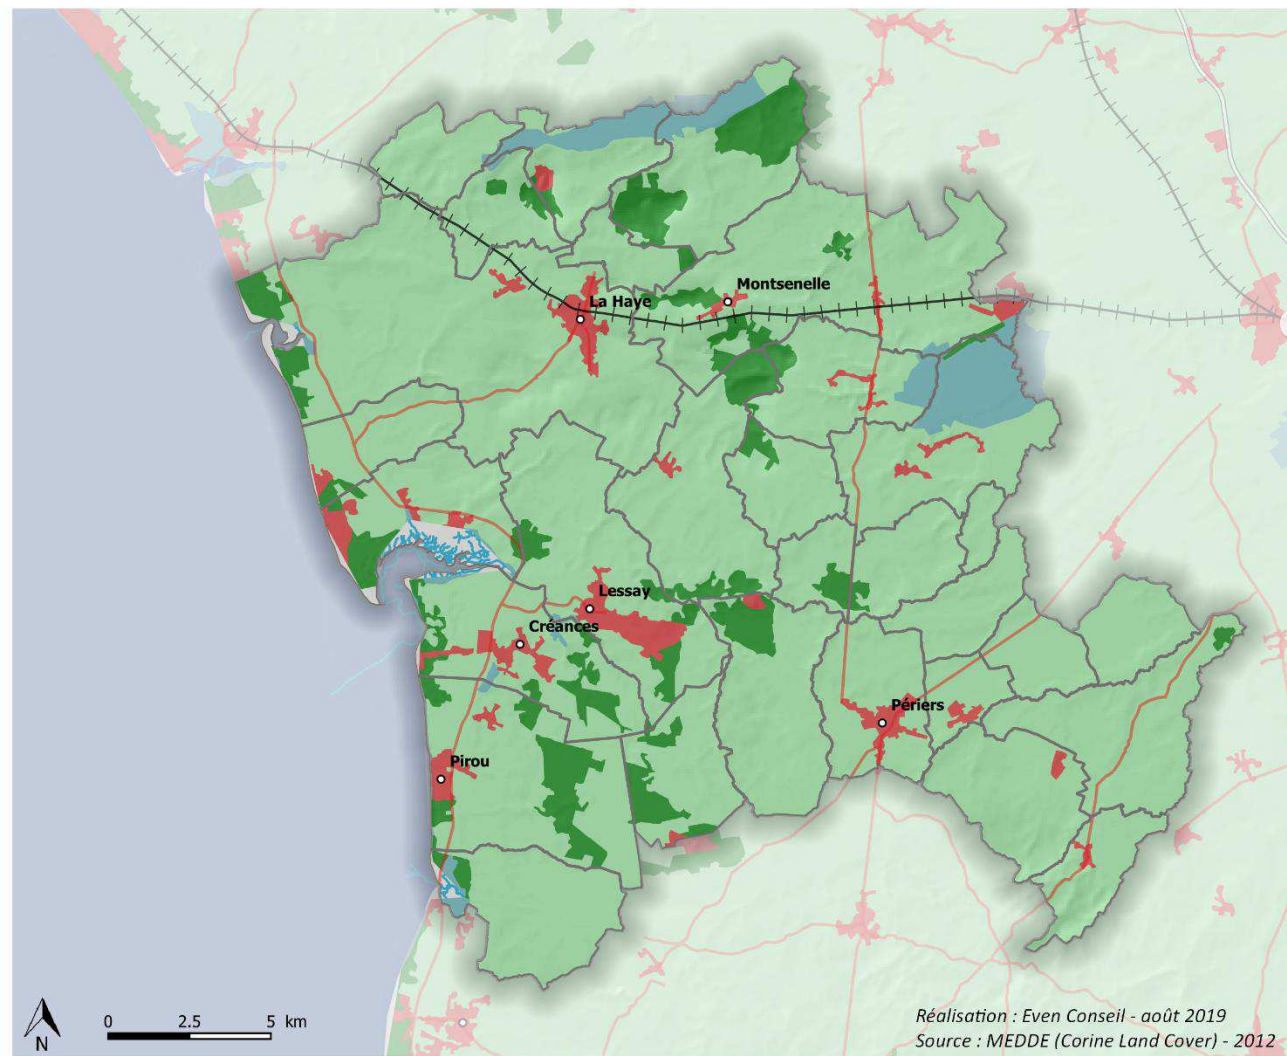 Montsenelle
La Haye
Lessay
Créances
Périers
Pirou
N
0 2.5 5 km
Réalisation : Even Conseil - août 2019
Source : MEDDE (Corine Land Cover) - 2012